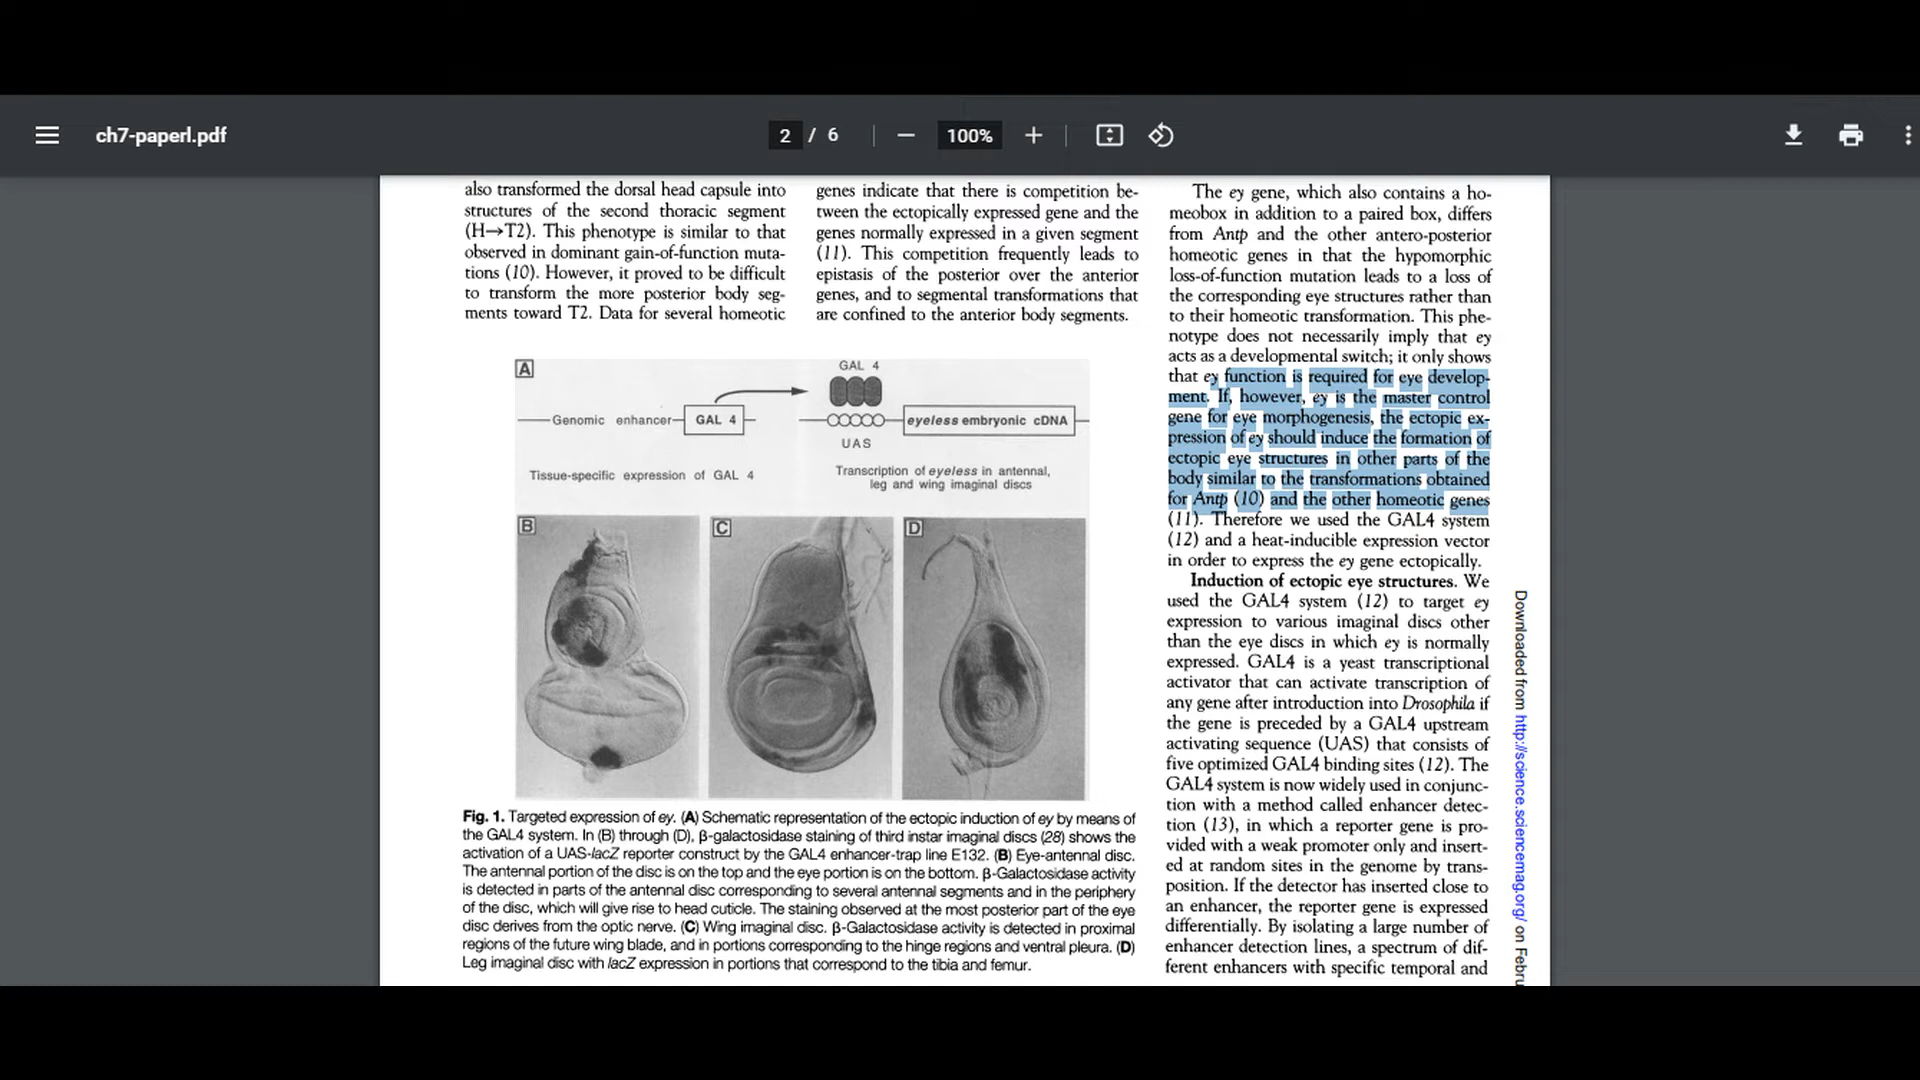 ch7-paperl.pdf
2 / 6
100%
also transformed the dorsal head capsule into
structures of the second thoracic segment
(H→T2). This phenotype is similar to that
observed in dominant gain-of-function muta-
tions (10). However, it proved to be difficult
to transform the more posterior body seg-
ments toward T2. Data for several homeotic
genes indicate that there is competition be-
tween the ectopically expressed gene and the
genes normally expressed in a given segment
(11). This competition frequently leads to
epistasis of the posterior over the anterior
genes, and to segmental transformations that
are confined to the anterior body segments.
A
GAL 4
Genomic enhancer
GAL 4
eyeless embryonic cDNA
UAS
Tissue-specific expression of GAL 4
Transcription of eyeless in antennal,
leg and wing imaginal discs
B
C
D
Fig. 1. Targeted expression of ey. (A) Schematic representation of the ectopic induction of ey by means of
the GAL4 system. In (B) through (D), β-galactosidase staining of third instar imaginal discs (28) shows the
activation of a UAS-lacZ reporter construct by the GAL4 enhancer-trap line E132. (B) Eye-antennal disc.
The antennal portion of the disc is on the top and the eye portion is on the bottom. β-Galactosidase activity
is detected in parts of the antennal disc corresponding to several antennal segments and in the periphery
of the disc, which will give rise to head cuticle. The staining observed at the most posterior part of the eye
disc derives from the optic nerve. (C) Wing imaginal disc. β-Galactosidase activity is detected in proximal
regions of the future wing blade, and in portions corresponding to the hinge regions and ventral pleura. (D)
Leg imaginal disc with lacZ expression in portions that correspond to the tibia and femur.
The ey gene, which also contains a ho-
meobox in addition to a paired box, differs
from Antp and the other antero-posterior
homeotic genes in that the hypomorphic
loss-of-function mutation leads to a loss of
the corresponding eye structures rather than
to their homeotic transformation. This phe-
notype does not necessarily imply that ey
acts as a developmental switch; it only shows
that ey function is required for eye develop-
ment. If, however, ey is the master control
gene for eye morphogenesis, the ectopic ex-
pression of ey should induce the formation of
ectopic eye structures in other parts of the
body similar to the transformations obtained
for Antp (10) and the other homeotic genes
(11). Therefore we used the GAL4 system
(12) and a heat-inducible expression vector
in order to express the ey gene ectopically.
Induction of ectopic eye structures. We
used the GAL4 system (12) to target ey
expression to various imaginal discs other
than the eye discs in which ey is normally
expressed. GAL4 is a yeast transcriptional
activator that can activate transcription of
any gene after introduction into Drosophila if
the gene is preceded by a GAL4 upstream
activating sequence (UAS) that consists of
five optimized GAL4 binding sites (12). The
GAL4 system is now widely used in conjunc-
tion with a method called enhancer detec-
tion (13), in which a reporter gene is pro-
vided with a weak promoter only and insert-
ed at random sites in the genome by trans-
position. If the detector has inserted close to
an enhancer, the reporter gene is expressed
differentially. By isolating a large number of
enhancer detection lines, a spectrum of dif-
ferent enhancers with specific temporal and
Downloaded from http://science.sciencemag.org/ on Febru